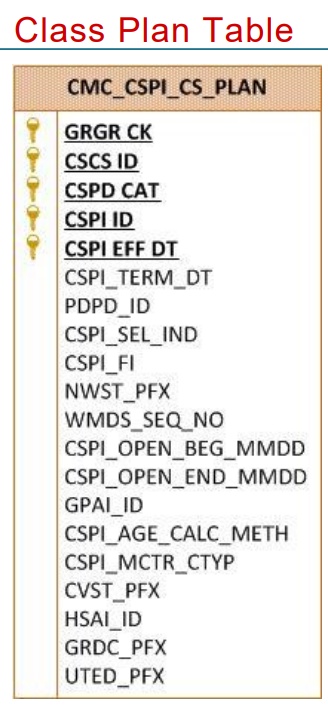 Class Plan Table
CMC_CSPI_CS_PLAN
GRGR CK
CSCS ID
CSPD CAT
CSPI ID
CSPI EFF DT
CSPI_TERM_DT
PDPD_ID
CSPI_SEL_IND
CSPI_FI
NWST_PFX
WMDS_SEQ_NO
CSPI_OPEN_BEG_MMDD
CSPI_OPEN_END_MMDD
GPAI_ID
CSPI_AGE_CALC_METH
CSPI_MCTR_CTYP
CVST_PFX
HSAI_ID
GRDC_PFX
UTED_PFX